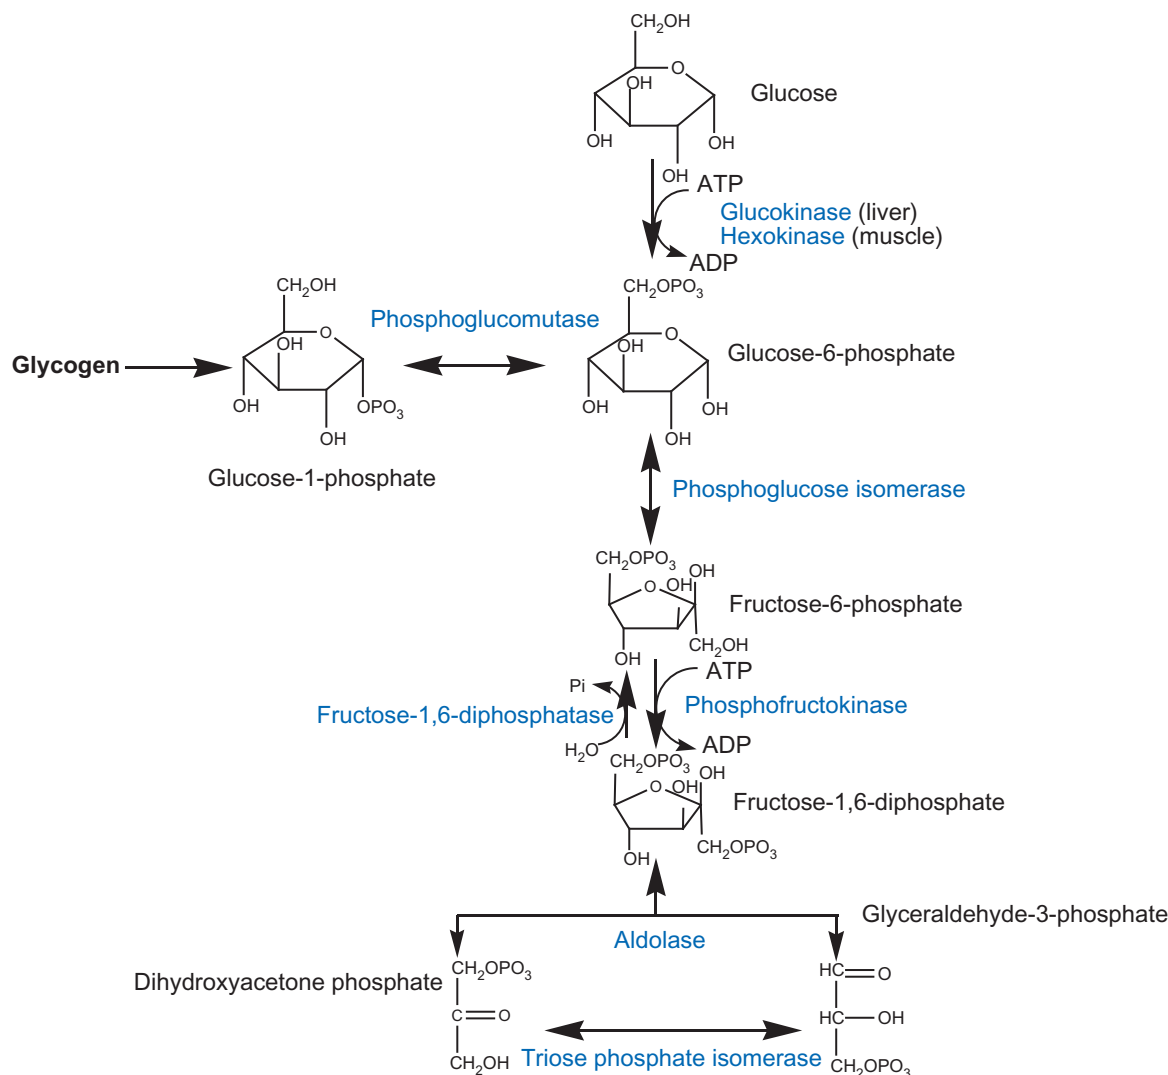 CH₂OH
O
OH
Glucose
OH
OH
OH
ATP
Glucokinase (liver)
Hexokinase (muscle)
ADP
CH₂OPO₃
CH₂OH
Phosphoglucomutase
O
O
OH
OH
Glucose-6-phosphate
Glycogen
OH
OPO₃
OH
OH
OH
OH
Glucose-1-phosphate
Phosphoglucose isomerase
CH₂OPO₃
OH
OH
O
Fructose-6-phosphate
CH₂OH
OH
ATP
Pi
Phosphofructokinase
Fructose-1,6-diphosphatase
ADP
H₂O
CH₂OPO₃
OH
OH
O
Fructose-1,6-diphosphate
CH₂OPO₃
OH
Glyceraldehyde-3-phosphate
Aldolase
Dihydroxyacetone phosphate
CH₂OPO₃
HC O
C O
HC OH
Triose phosphate isomerase
CH₂OH
CH₂OPO₃